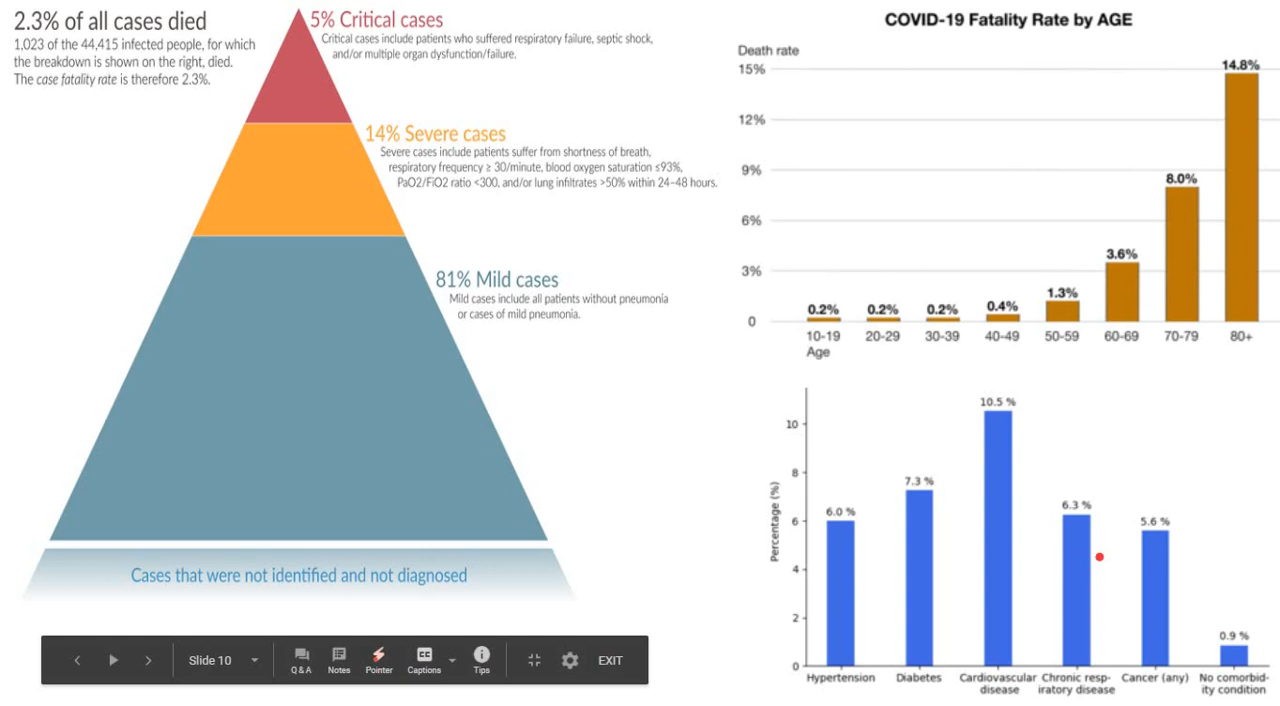 2.3% of all cases died
1,023 of the 44,415 infected people, for which
the breakdown is shown on the right, died.
The case fatality rate is therefore 2.3%.
5% Critical cases
Critical cases include patients who suffered respiratory failure, septic shock,
and/or multiple organ dysfunction/failure.
14% Severe cases
Severe cases include patients suffer from shortness of breath,
respiratory frequency ≥ 30/minute, blood oxygen saturation ≤93%,
PaO2/FiO2 ratio <300, and/or lung infiltrates >50% within 24–48 hours.
81% Mild cases
Mild cases include all patients without pneumonia
or cases of mild pneumonia.
Cases that were not identified and not diagnosed
COVID-19 Fatality Rate by AGE
Death rate
15%
12%
9%
6%
3%
0
0.2% 0.2% 0.2% 0.4% 1.3% 3.6% 8.0% 14.8%
10-19 20-29 30-39 40-49 50-59 60-69 70-79 80+
Age
Percentage (%)
10
8
6
4
2
0
6.0 % 7.3 % 10.5 % 6.3 % 5.6 % 0.9 %
Hypertension Diabetes Cardiovascular Chronic resp- Cancer (any) No comorbid-
disease iratory disease ity condition
Slide 10 Q & A Notes Pointer CC Captions Tips EXIT